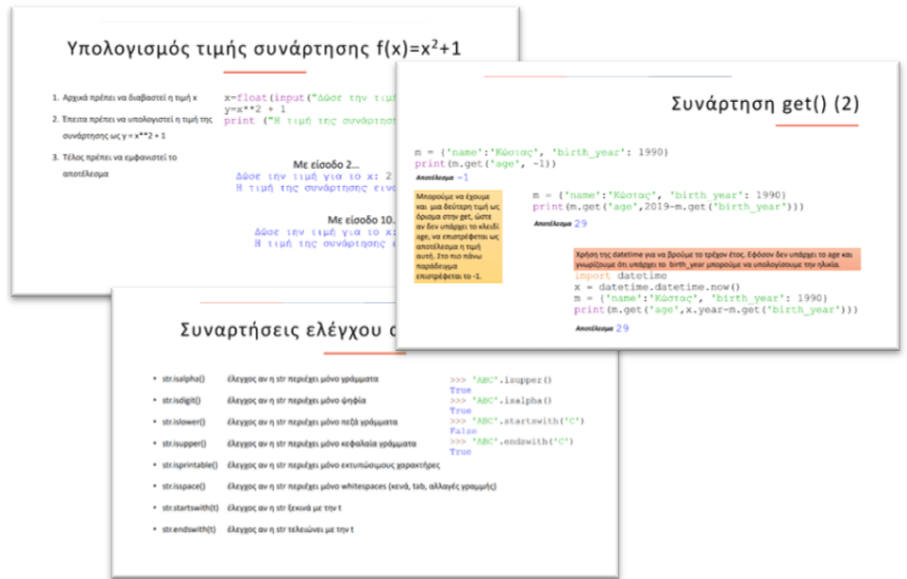 Υπολογισμός τιμής συνάρτησης f(x)=x²+1
1. Αρχικά πρέπει να διαβαστεί η τιμή x
2. Έπειτα πρέπει να υπολογιστεί η τιμή της
συνάρτησης ως y = x**2 + 1
3. Τέλος πρέπει να εμφανιστεί το
αποτέλεσμα
x=float(input("Δώσε την τιμ
y=x**2 + 1
print ("Η τιμή της συνάρτησ
Με είσοδο 2...
Δώσε την τιμή για το x: 2
Η τιμή της συνάρτησης είνα
Με είσοδο 10.
Δώσε την τιμή για το x:
Η τιμή της συνάρτησης
Συνάρτηση get() (2)
m = {'name':'Κώστας', 'birth_year': 1990}
print(m.get('age', -1))
Αποτέλεσμα -1
Μπορούμε να έχουμε
και μια δεύτερη τιμή ως
όρισμα στην get, ώστε
αν δεν υπάρχει το κλειδί
age, να επιστρέφεται ως
αποτέλεσμα η τιμή
αυτή. Στο πιο πάνω
παράδειγμα
επιστρέφεται το -1.
m = {'name':'Κώστας', 'birth_year': 1990}
print(m.get('age',2019-m.get('birth_year')))
Αποτέλεσμα 29
Χρήση της datetime για να βρούμε το τρέχον έτος. Εφόσον δεν υπάρχει το age και
γνωρίζουμε ότι υπάρχει το birth_year μπορούμε να υπολογίσουμε την ηλικία.
import datetime
x = datetime.datetime.now()
m = {'name':'Κώστας', 'birth_year': 1990}
print(m.get('age',x.year-m.get('birth_year')))
Αποτέλεσμα 29
Συναρτήσεις ελέγχου
• str.isalpha() έλεγχος αν η str περιέχει μόνο γράμματα
• str.isdigit() έλεγχος αν η str περιέχει μόνο ψηφία
• str.islower() έλεγχος αν η str περιέχει μόνο πεζά γράμματα
• str.isupper() έλεγχος αν η str περιέχει μόνο κεφαλαία γράμματα
• str.isprintable() έλεγχος αν η str περιέχει μόνο εκτυπώσιμους χαρακτήρες
• str.isspace() έλεγχος αν η str περιέχει μόνο whitespaces (κενά, tab, αλλαγές γραμμής)
• str.startswith(t) έλεγχος αν η str ξεκινά με την t
• str.endswith(t) έλεγχος αν η str τελειώνει με την t
>>> 'ABC'.isupper()
True
>>> 'ABC'.isalpha()
True
>>> 'ABC'.startswith('C')
False
>>> 'ABC'.endswith('C')
True